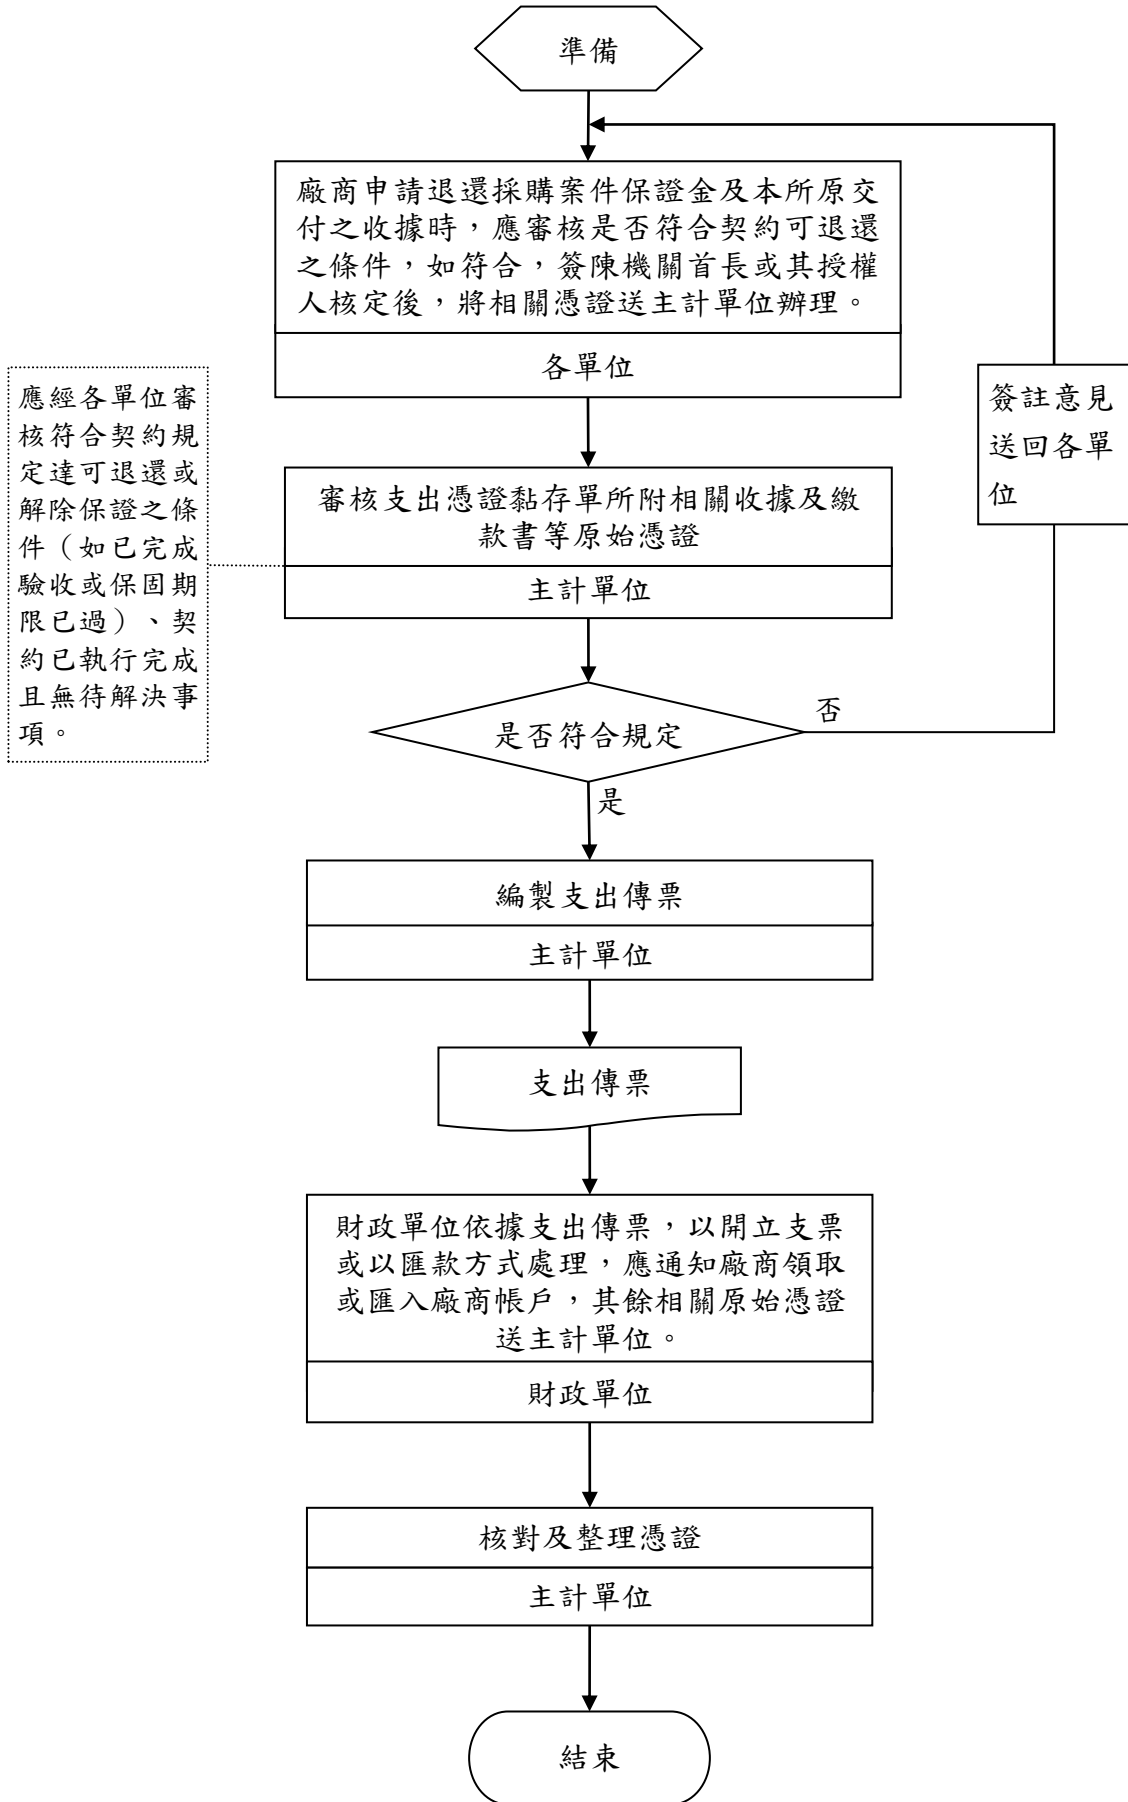 準備
廠商申請退還採購案件保證金及本所原交
付之收據時，應審核是否符合契約可退還
之條件，如符合，簽陳機關首長或其授權
人核定後，將相關憑證送主計單位辦理。
各單位
應經各單位審
核符合契約規
定達可退還或
解除保證之條
件（如已完成
驗收或保固期
限已過）、契
約已執行完成
且無待解決事
項。
簽註意見
送回各單
位
審核支出憑證黏存單所附相關收據及繳
款書等原始憑證
主計單位
是否符合規定
否
是
編製支出傳票
主計單位
支出傳票
財政單位依據支出傳票，以開立支票
或以匯款方式處理，應通知廠商領取
或匯入廠商帳戶，其餘相關原始憑證
送主計單位。
財政單位
核對及整理憑證
主計單位
結束